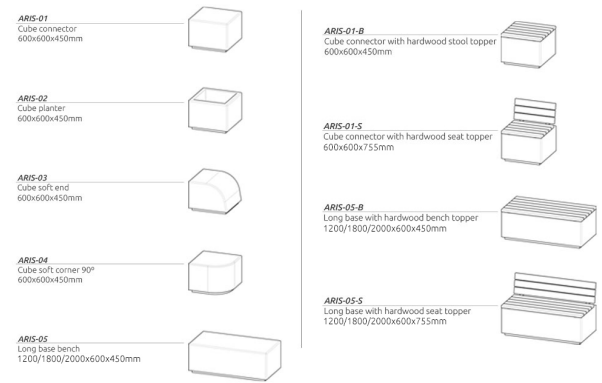 ARIS-01
Cube connector
600x600x450mm
ARIS-02
Cube planter
600x600x450mm
ARIS-03
Cube soft end
600x600x450mm
ARIS-04
Cube soft corner 90º
600x600x450mm
ARIS-05
Long base bench
1200/1800/2000x600x450mm
ARIS-01-B
Cube connector with hardwood stool topper
600x600x450mm
ARIS-01-S
Cube connector with hardwood seat topper
600x600x755mm
ARIS-05-B
Long base with hardwood bench topper
1200/1800/2000x600x450mm
ARIS-05-S
Long base with hardwood seat topper
1200/1800/2000x600x755mm